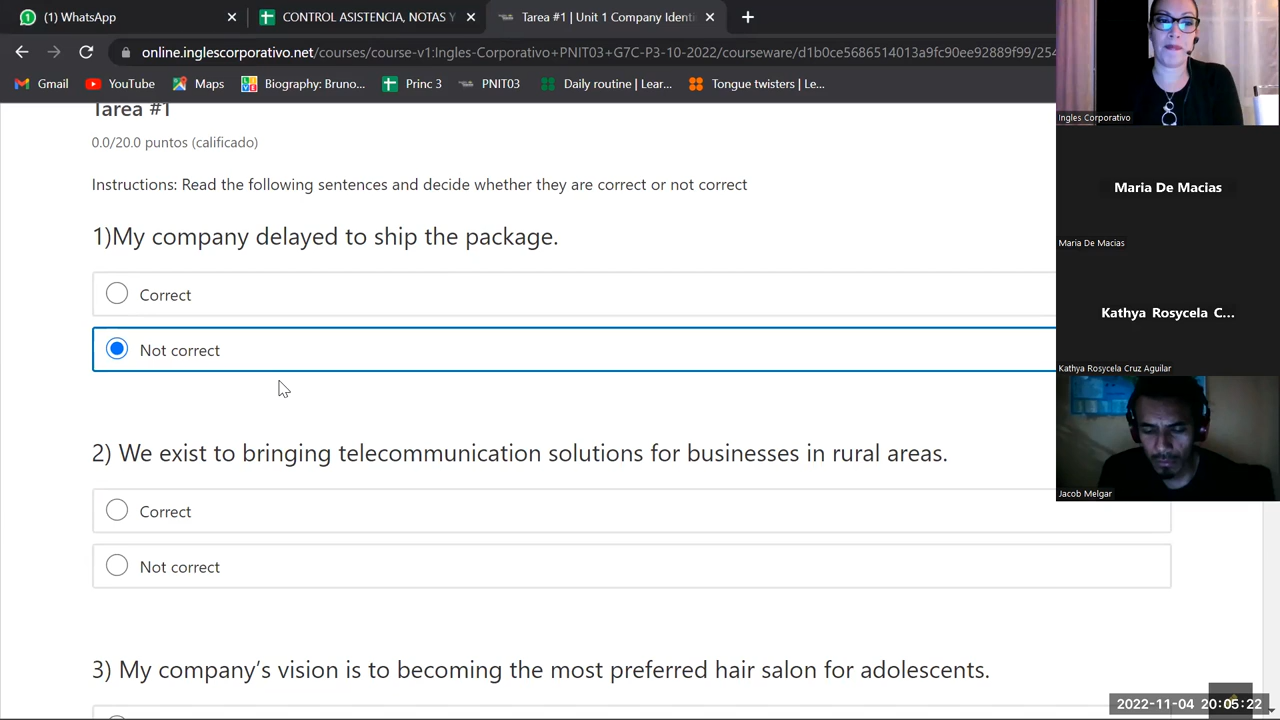 (1) WhatsApp
CONTROL ASISTENCIA, NOTAS Y
Tarea #1 | Unit 1 Company Identi
online.inglescorporativo.net/courses/course-v1:Ingles-Corporativo+PNIT03+G7C-P3-10-2022/courseware/d1b0ce5686514013a9fc90ee92889f99/254
Gmail
YouTube
Maps
Biography: Bruno...
Princ 3
PNIT03
Daily routine | Lear...
Tongue twisters | Le...
Tarea #1
0.0/20.0 puntos (calificado)
Instructions: Read the following sentences and decide whether they are correct or not correct
1)My company delayed to ship the package.
Correct
Not correct
2) We exist to bringing telecommunication solutions for businesses in rural areas.
Correct
Not correct
3) My company's vision is to becoming the most preferred hair salon for adolescents.
Ingles Corporativo
Maria De Macias
Maria De Macias
Kathya Rosycela C...
Kathya Rosycela Cruz Aguilar
Jacob Melgar
2022-11-04 20:05:22